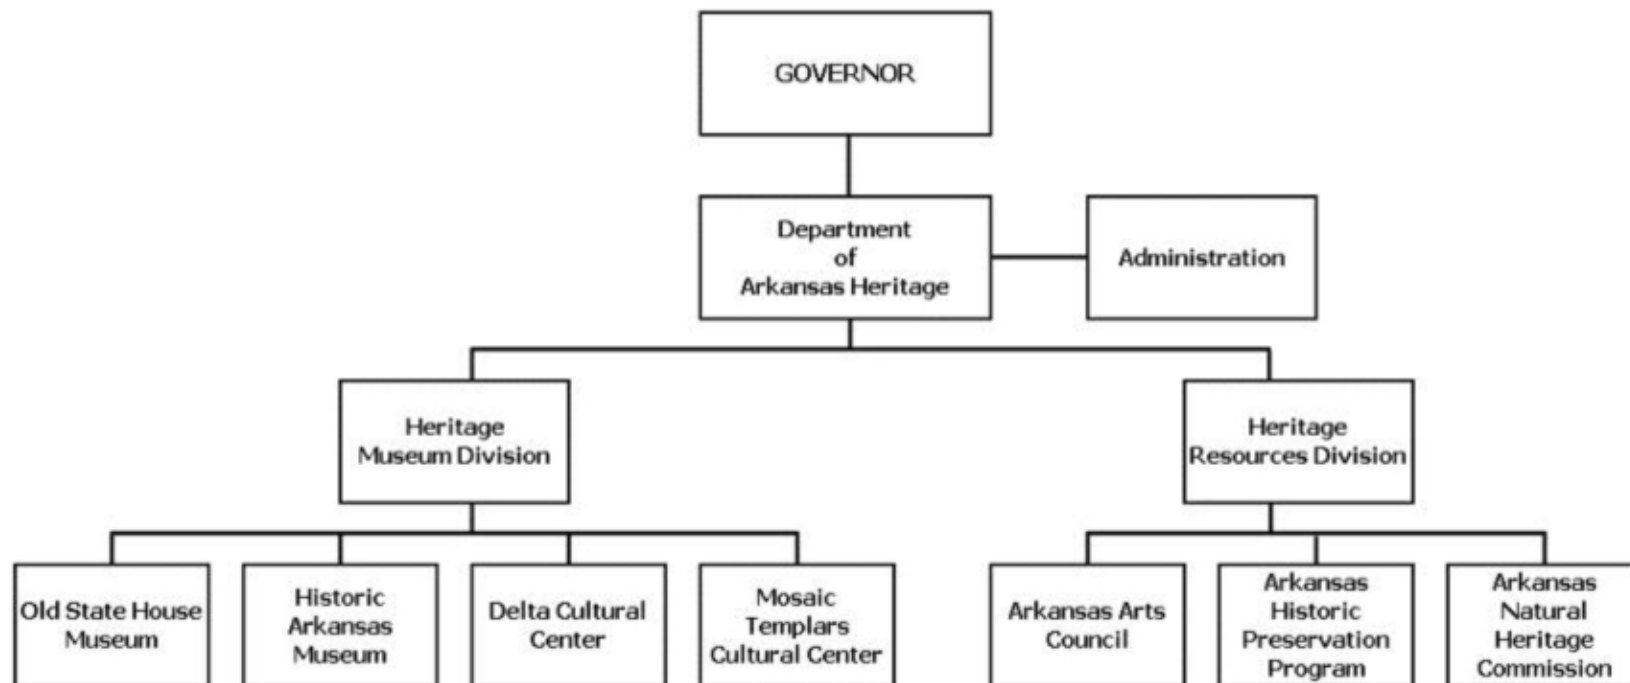 GOVERNOR
Department
of
Arkansas Heritage
Administration
Heritage
Museum Division
Heritage
Resources Division
Old State House
Museum
Historic
Arkansas
Museum
Delta Cultural
Center
Mosaic
Templars
Cultural Center
Arkansas Arts
Council
Arkansas
Historic
Preservation
Program
Arkansas
Natural
Heritage
Commission